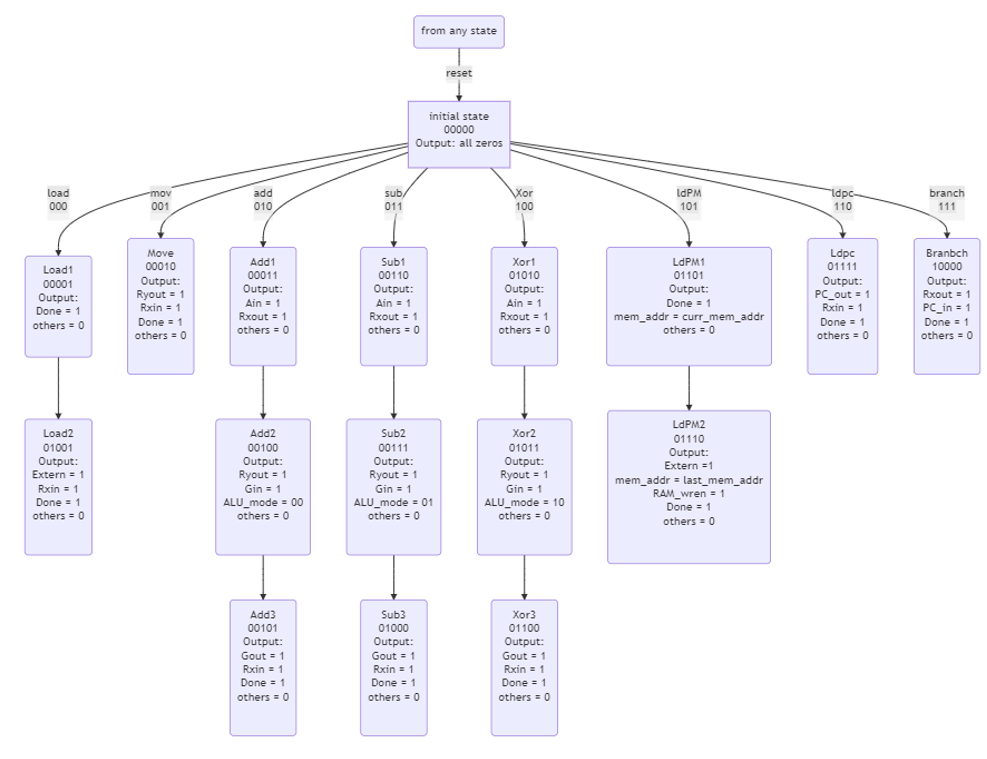 from any state
reset
initial state
00000
Output: all zeros
load
000
mov
001
add
010
sub
011
Xor
100
ldPM
101
ldpc
110
branch
111
Load1
00001
Output:
Done = 1
others = 0
Move
00010
Output:
Ryout = 1
Rxin = 1
Done = 1
others = 0
Add1
00011
Output:
Ain = 1
Rxout = 1
others = 0
Sub1
00110
Output:
Ain = 1
Rxout = 1
others = 0
Xor1
01010
Output:
Ain = 1
Rxout = 1
others = 0
LdPM1
01101
Output:
Done = 1
mem_addr = curr_mem_addr
others = 0
Ldpc
01111
Output:
PC_out = 1
Rxin = 1
Done = 1
others = 0
Branbch
10000
Output:
Rxout = 1
PC_in = 1
Done = 1
others = 0
Load2
01001
Output:
Extern = 1
Rxin = 1
Done = 1
others = 0
Add2
00100
Output:
Ryout = 1
Gin = 1
ALU_mode = 00
others = 0
Sub2
00111
Output:
Ryout = 1
Gin = 1
ALU_mode = 01
others = 0
Xor2
01011
Output:
Ryout = 1
Gin = 1
ALU_mode = 10
others = 0
LdPM2
01110
Output:
Extern =1
mem_addr = last_mem_addr
RAM_wren = 1
Done = 1
others = 0
Add3
00101
Output:
Gout = 1
Rxin = 1
Done = 1
others = 0
Sub3
01000
Output:
Gout = 1
Rxin = 1
Done = 1
others = 0
Xor3
01100
Output:
Gout = 1
Rxin = 1
Done = 1
others = 0